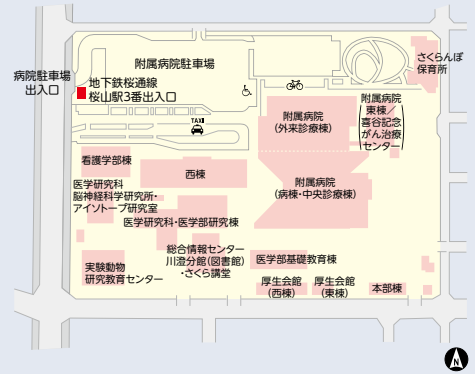 さくらんぼ
保育所
附属病院駐車場
病院駐車場
出入口
地下鉄桜通線
桜山駅3番出入口
附属病院
(外来診療棟)
附属病院
東棟/
喜谷記念
がん治療
センター
TAXI
看護学部棟
西棟
医学研究科
脳神経科学研究所・
アイソトープ研究室
附属病院
(病棟・中央診療棟)
医学研究科・医学部研究棟
総合情報センター
川澄分館(図書館)
・さくら講堂
医学部基礎教育棟
実験動物
研究教育センター
厚生会館
(西棟)
厚生会館
(東棟)
本部棟
N